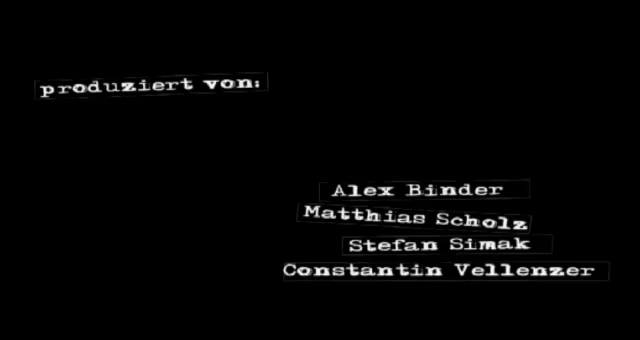 produziert von:
Alex Binder
Matthias Scholz
Stefan Simak
Constantin Vellenzer